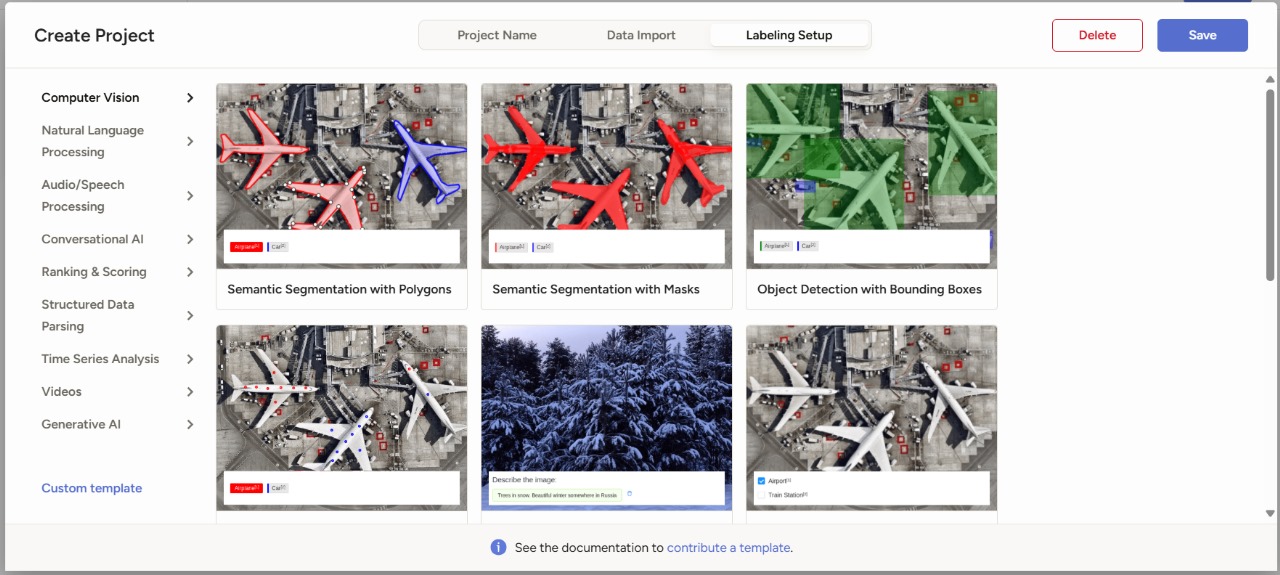 Create Project
Project Name
Data Import
Labeling Setup
Delete
Save
Computer Vision
Natural Language
Processing
Audio/Speech
Processing
Conversational AI
Ranking & Scoring
Structured Data
Parsing
Time Series Analysis
Videos
Generative AI
Custom template
Airplane[1] Car[2]
Semantic Segmentation with Polygons
Airplane[1] Car[2]
Semantic Segmentation with Masks
Airplane[1] Car[2]
Object Detection with Bounding Boxes
Airplane[1] Car[2]
Describe the image:
Trees in snow. Beautiful winter somewhere in Russia
Airport[1]
Train Station[2]
See the documentation to contribute a template.